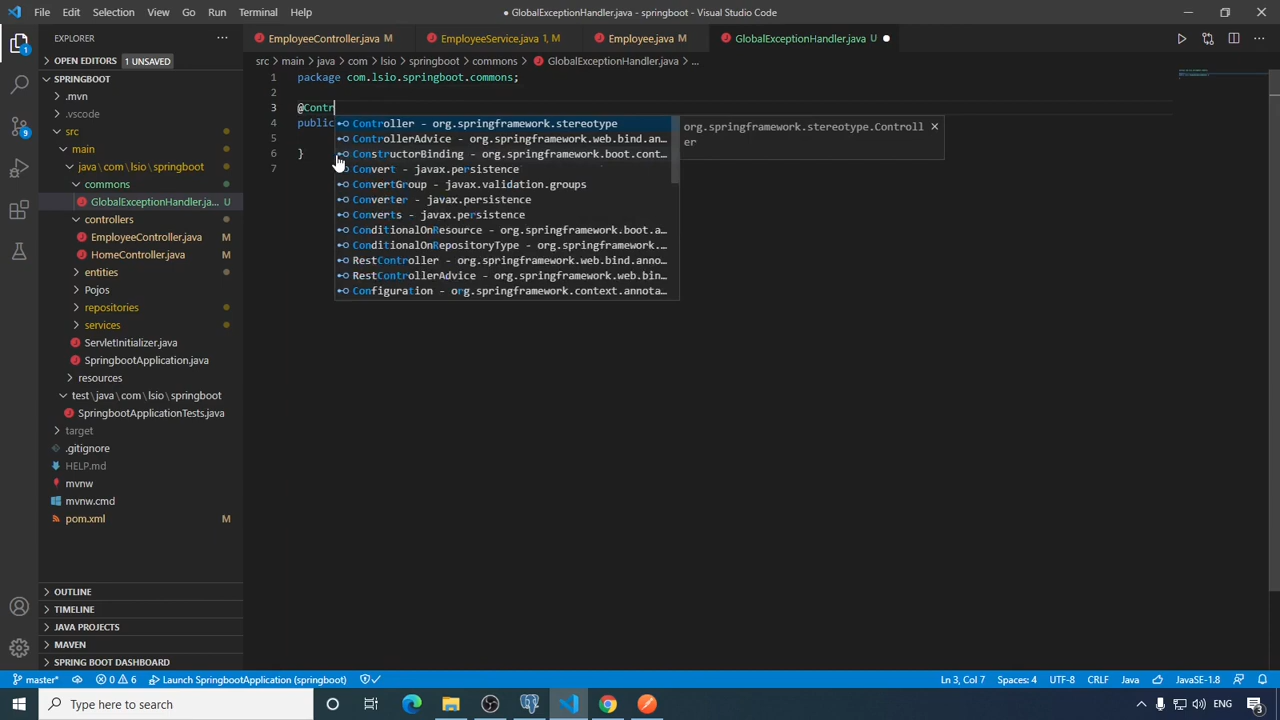 File Edit Selection View Go Run Terminal Help
● GlobalExceptionHandler.java - springboot - Visual Studio Code
EXPLORER
EmployeeController.java M
EmployeeService.java 1, M
Employee.java M
GlobalExceptionHandler.java U ●
OPEN EDITORS 1 UNSAVED
src > main > java > com > lsio > springboot > commons > GlobalExceptionHandler.java > ...
SPRINGBOOT
.mvn
.vscode
src
main
java\com\lsio\springboot
commons
GlobalExceptionHandler.ja... U
controllers
EmployeeController.java M
HomeController.java M
entities
Pojos
repositories
services
ServletInitializer.java
SpringbootApplication.java
resources
test\java\com\lsio\springboot
SpringbootApplicationTests.java
target
.gitignore
HELP.md
mvnw
mvnw.cmd
pom.xml M
OUTLINE
TIMELINE
JAVA PROJECTS
MAVEN
SPRING BOOT DASHBOARD
1 package com.lsio.springboot.commons;
2
3 @Contr
4 public
5
6 }
7
Controller - org.springframework.stereotype
ControllerAdvice - org.springframework.web.bind.an...
ConstructorBinding - org.springframework.boot.cont...
Convert - javax.persistence
ConvertGroup - javax.validation.groups
Converter - javax.persistence
Converts - javax.persistence
ConditionalOnResource - org.springframework.boot.a...
ConditionalOnRepositoryType - org.springframework....
RestController - org.springframework.web.bind.anno...
RestControllerAdvice - org.springframework.web.bin...
Configuration - org.springframework.context.annota...
org.springframework.stereotype.Controll
er
master* 0 6 Launch SpringbootApplication (springboot)
Ln 3, Col 7 Spaces: 4 UTF-8 CRLF Java JavaSE-1.8
Type here to search
ENG
3